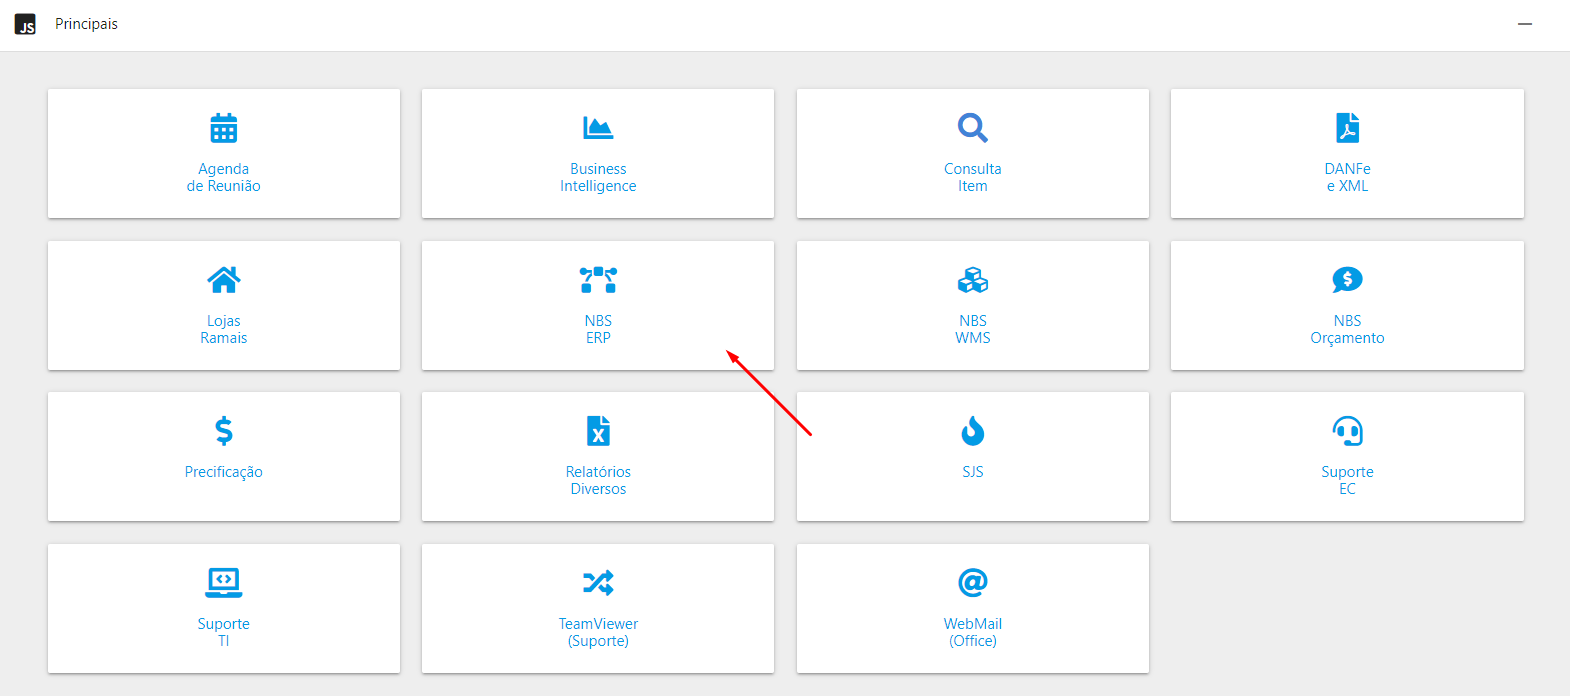 JS
Principais
Agenda
de Reunião
Business
Intelligence
Consulta
Item
DANFe
e XML
Lojas
Ramais
NBS
ERP
NBS
WMS
$
NBS
Orçamento
$
Precificação
X
Relatórios
Diversos
SJS
Suporte
EC
Suporte
TI
TeamViewer
(Suporte)
@
WebMail
(Office)